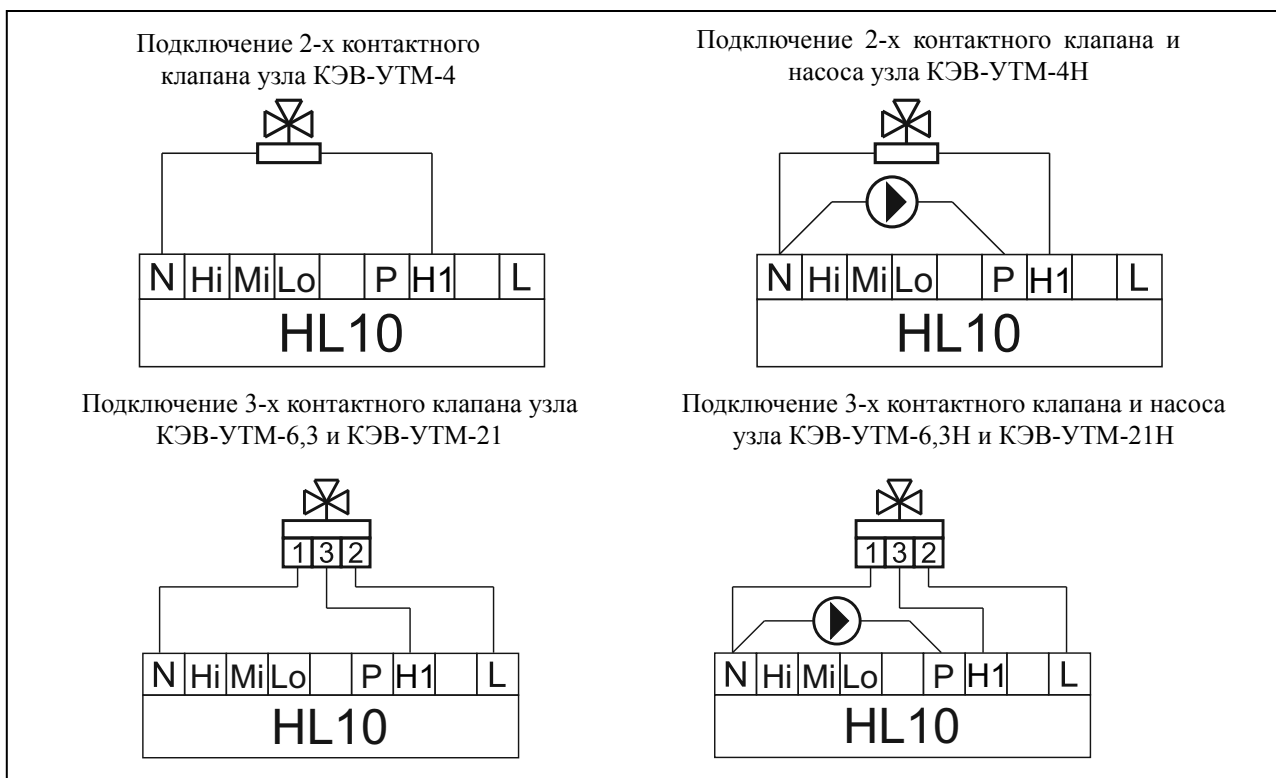 Подключение 2-х контактного
клапана узла КЭВ-УТМ-4
N Hi Mi Lo P H1 L
HL10
Подключение 2-х контактного клапана и
насоса узла КЭВ-УТМ-4Н
N Hi Mi Lo P H1 L
HL10
Подключение 3-х контактного клапана узла
КЭВ-УТМ-6,3 и КЭВ-УТМ-21
1 3 2
N Hi Mi Lo P H1 L
HL10
Подключение 3-х контактного клапана и насоса
узла КЭВ-УТМ-6,3Н и КЭВ-УТМ-21Н
1 3 2
N Hi Mi Lo P H1 L
HL10